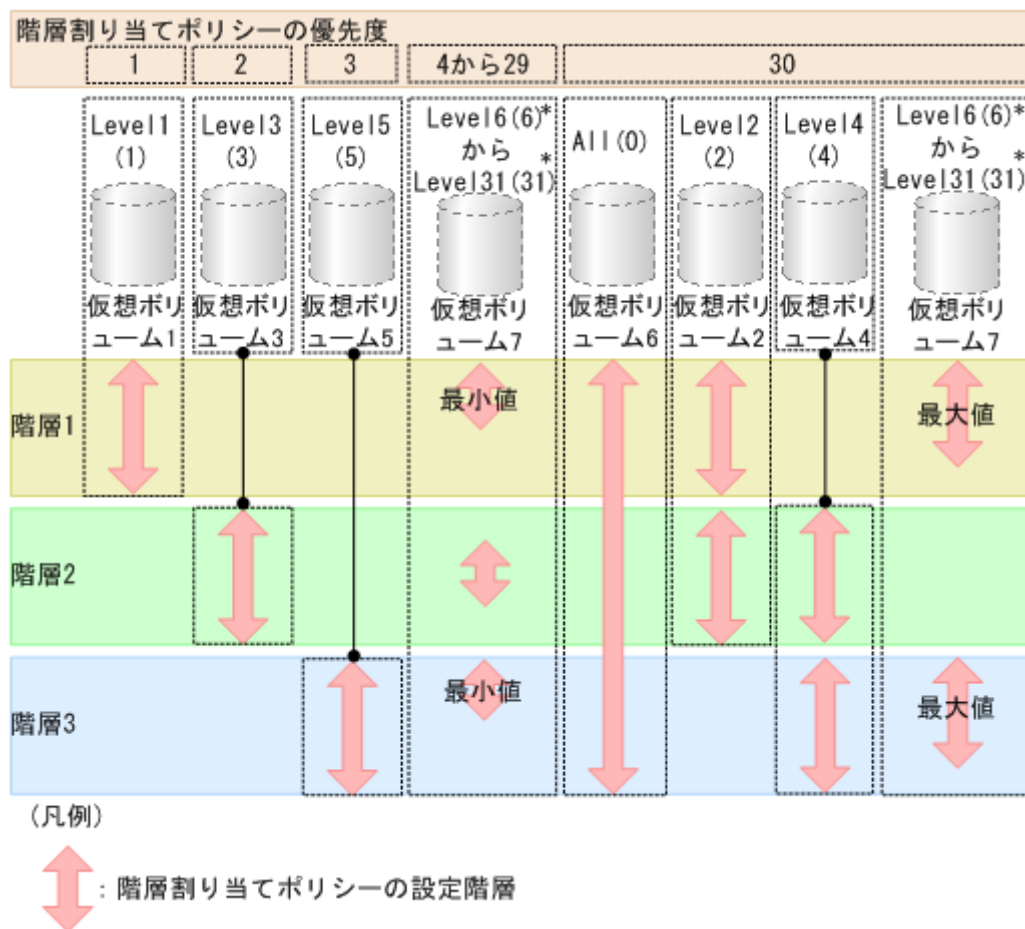 階層割り当てポリシーの優先度
1 2 3 4から29 30
Level1
(1)
仮想ボリ
ューム1
Level3
(3)
仮想ボリ
ューム3
Level5
(5)
仮想ボリ
ューム5
Level6(6)*
から
Level31(31)*
仮想ボリ
ューム7
All(0)
仮想ボリ
ューム6
Level2
(2)
仮想ボリ
ューム2
Level4
(4)
仮想ボリ
ューム4
Level6(6)*
から
Level31(31)*
仮想ボリ
ューム7
階層1
最小値
最大値
階層2
階層3
最小値
最大値
(凡例)
: 階層割り当てポリシーの設定階層